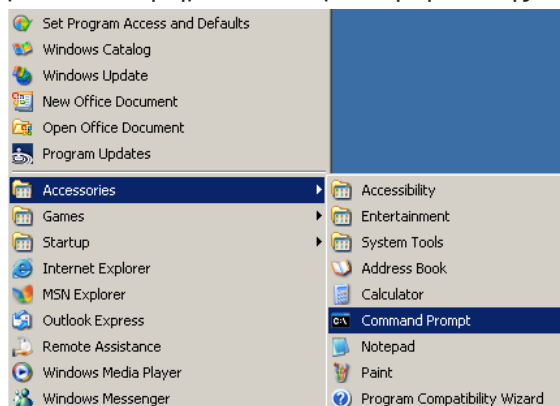 Set Program Access and Defaults
Windows Catalog
Windows Update
New Office Document
Open Office Document
Program Updates
Accessories
Games
Startup
Internet Explorer
MSN Explorer
Outlook Express
Remote Assistance
Windows Media Player
Windows Messenger
Accessibility
Entertainment
System Tools
Address Book
Calculator
C:\ Command Prompt
Notepad
Paint
Program Compatibility Wizard